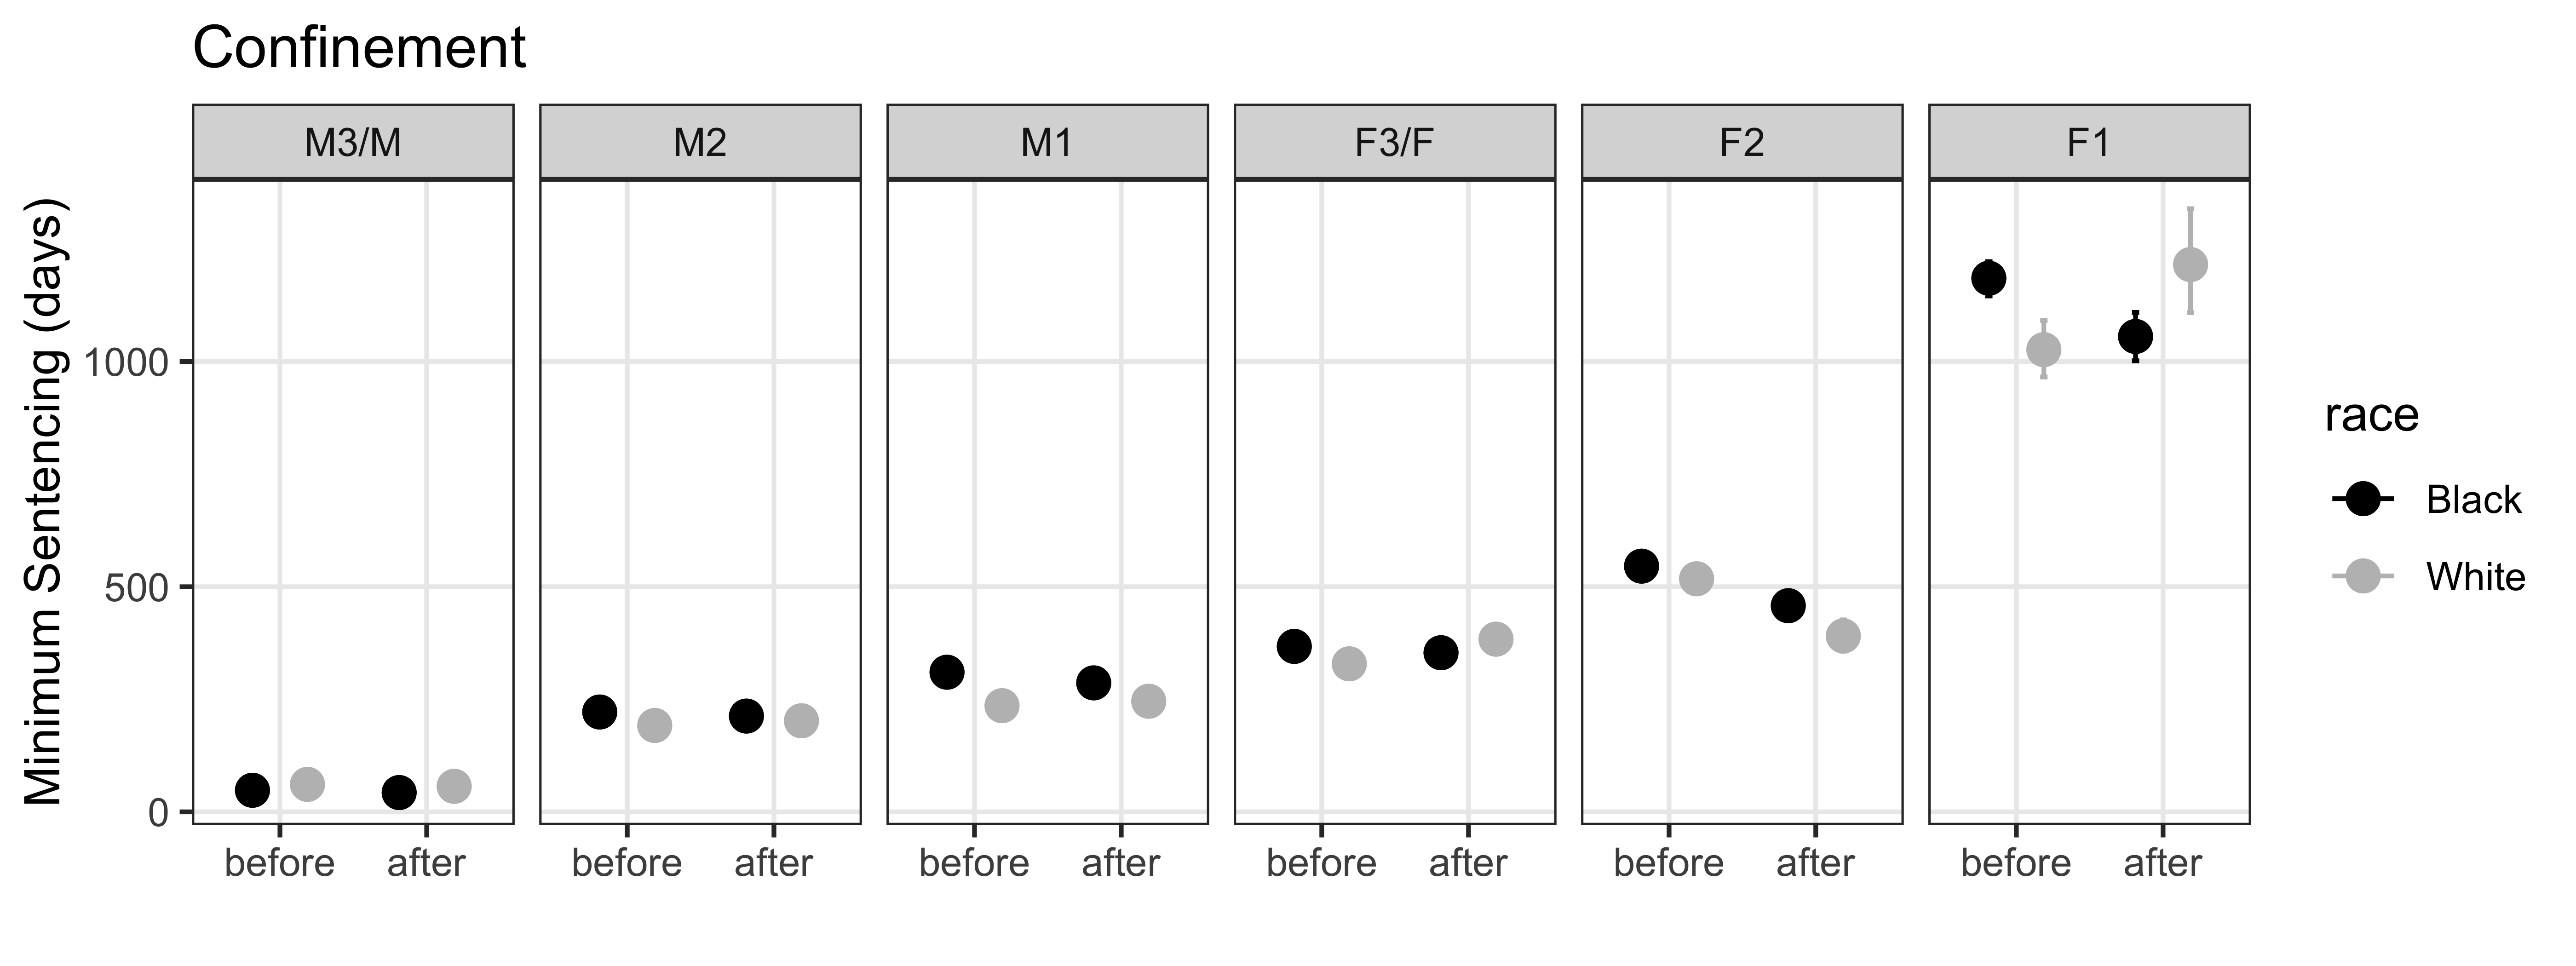 Confinement
M3/M M2 M1 F3/F F2 F1
Minimum Sentencing (days)
1000
500
0
before after before after before after before after before after before after
race
Black
White